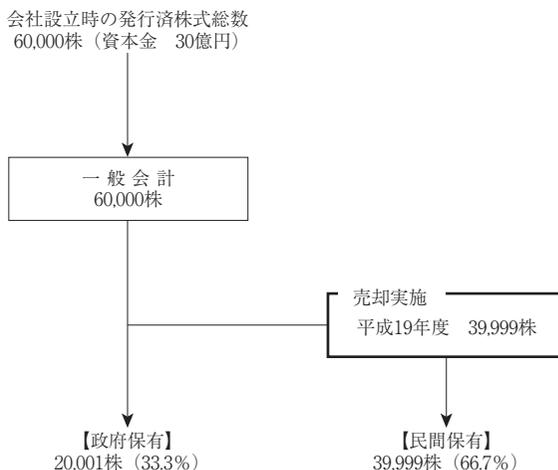 会社設立時の発行済株式総数
60,000株（資本金　30億円）
一 般 会 計
60,000株
売却実施
平成19年度　39,999株
【政府保有】
20,001株（33.3％）
【民間保有】
39,999株（66.7％）